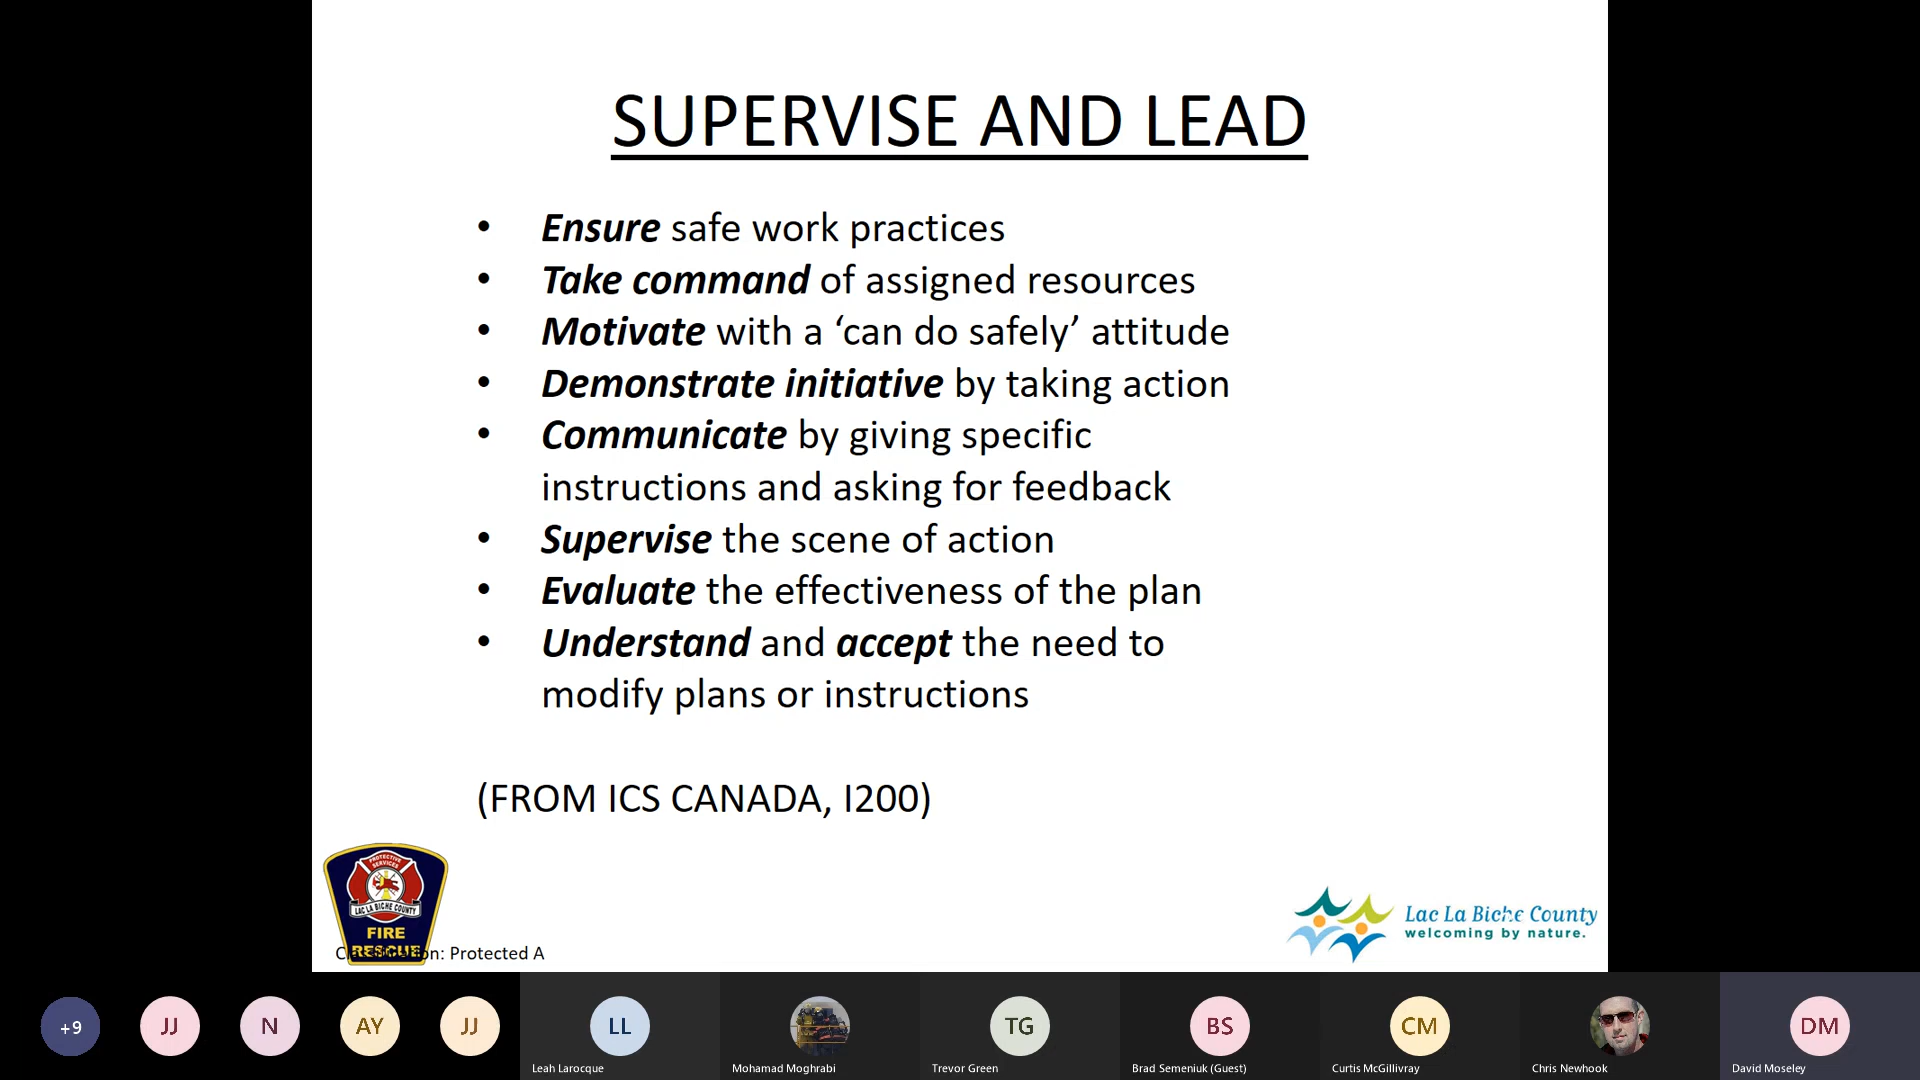 SUPERVISE AND LEAD
• Ensure safe work practices
• Take command of assigned resources
• Motivate with a ‘can do safely’ attitude
• Demonstrate initiative by taking action
• Communicate by giving specific
instructions and asking for feedback
• Supervise the scene of action
• Evaluate the effectiveness of the plan
• Understand and accept the need to
modify plans or instructions
(FROM ICS CANADA, I200)
PROTECTIVE
SERVICES
LAC LA BICHE COUNTY
FIRE
RESCUE
Classification: Protected A
Lac La Biche County
welcoming by nature.
+9
JJ
N
AY
JJ
LL
TG
BS
CM
DM
Leah Larocque
Mohamad Moghrabi
Trevor Green
Brad Semeniuk (Guest)
Curtis McGillivray
Chris Newhook
David Moseley